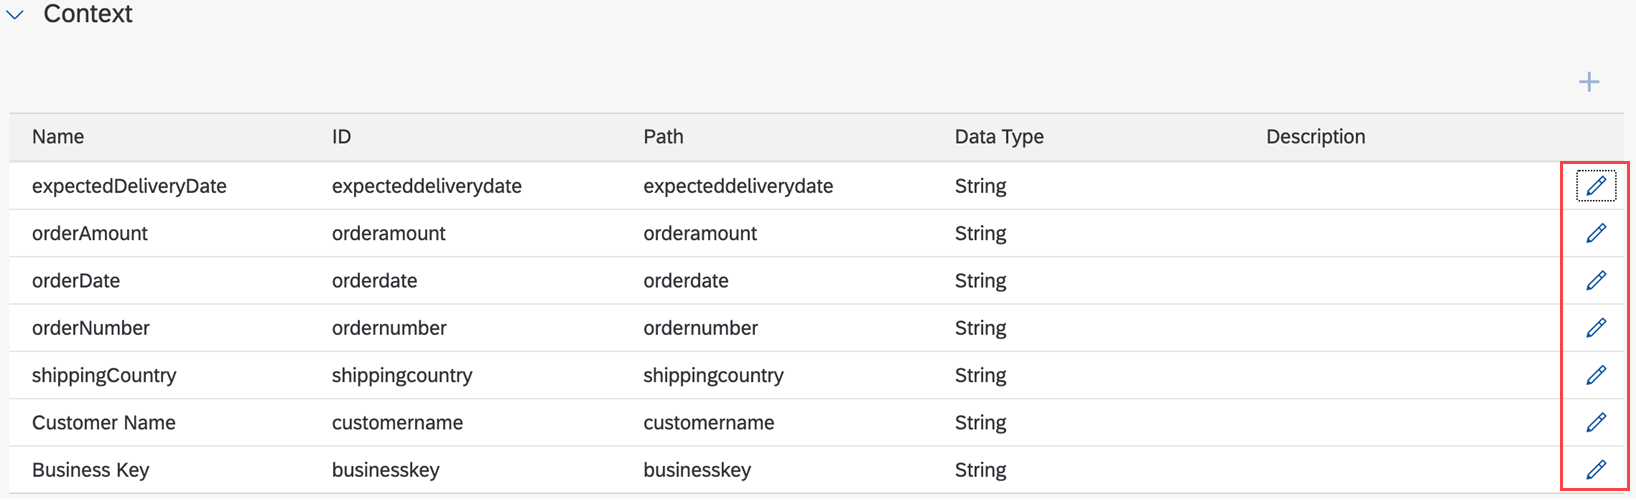 Context
Name ID Path Data Type Description
expectedDeliveryDate expecteddeliverydate expecteddeliverydate String
orderAmount orderamount orderamount String
orderDate orderdate orderdate String
orderNumber ordernumber ordernumber String
shippingCountry shippingcountry shippingcountry String
Customer Name customername customername String
Business Key businesskey businesskey String